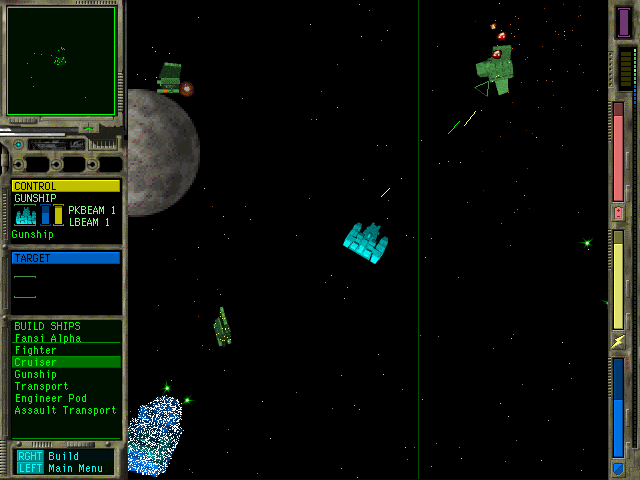 CONTROL
GUNSHIP
PKBEAM 1
LBEAM 1
Gunship
TARGET
BUILD SHIPS
Fansi Alpha
Fighter
Cruiser
Gunship
Transport
Engineer Pod
Assault Transport
RGHT Build
LEFT Main Menu